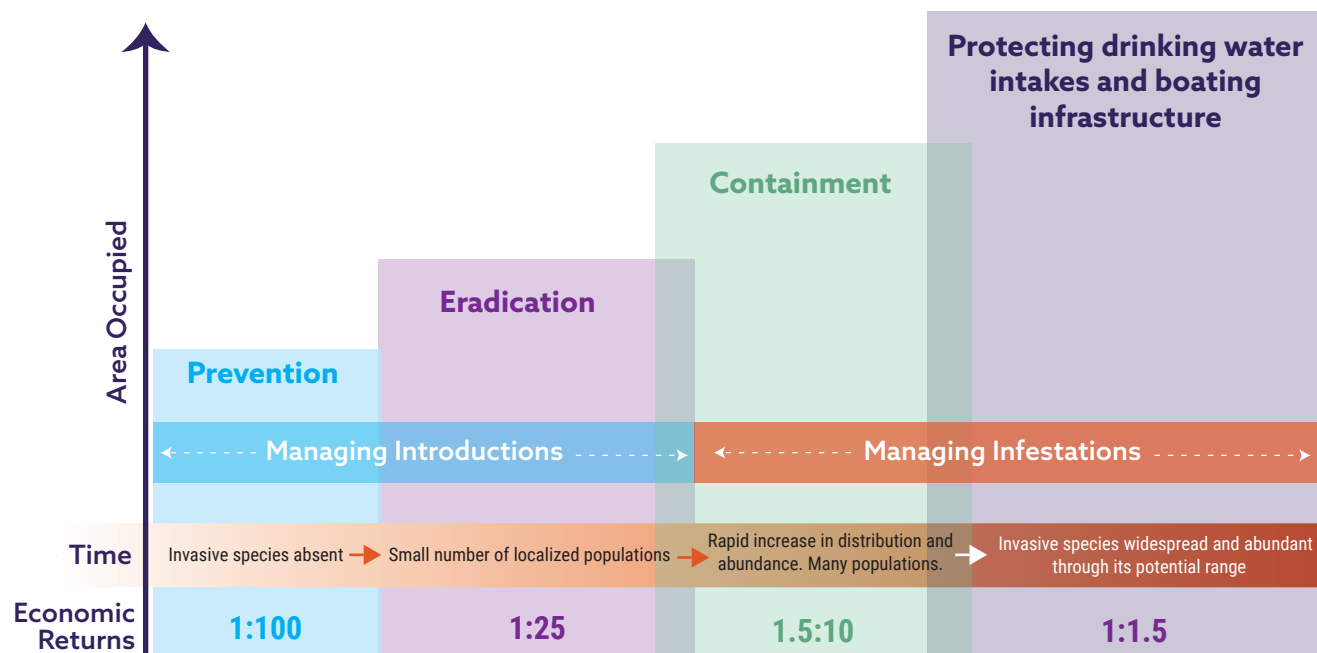 Protecting drinking water
intakes and boating
infrastructure
Containment
Eradication
Prevention
Area Occupied
Managing Introductions
Managing Infestations
Time
Invasive species absent
Small number of localized populations
Rapid increase in distribution and
abundance. Many populations.
Invasive species widespread and abundant
through its potential range
Economic
Returns
1:100
1:25
1.5:10
1:1.5